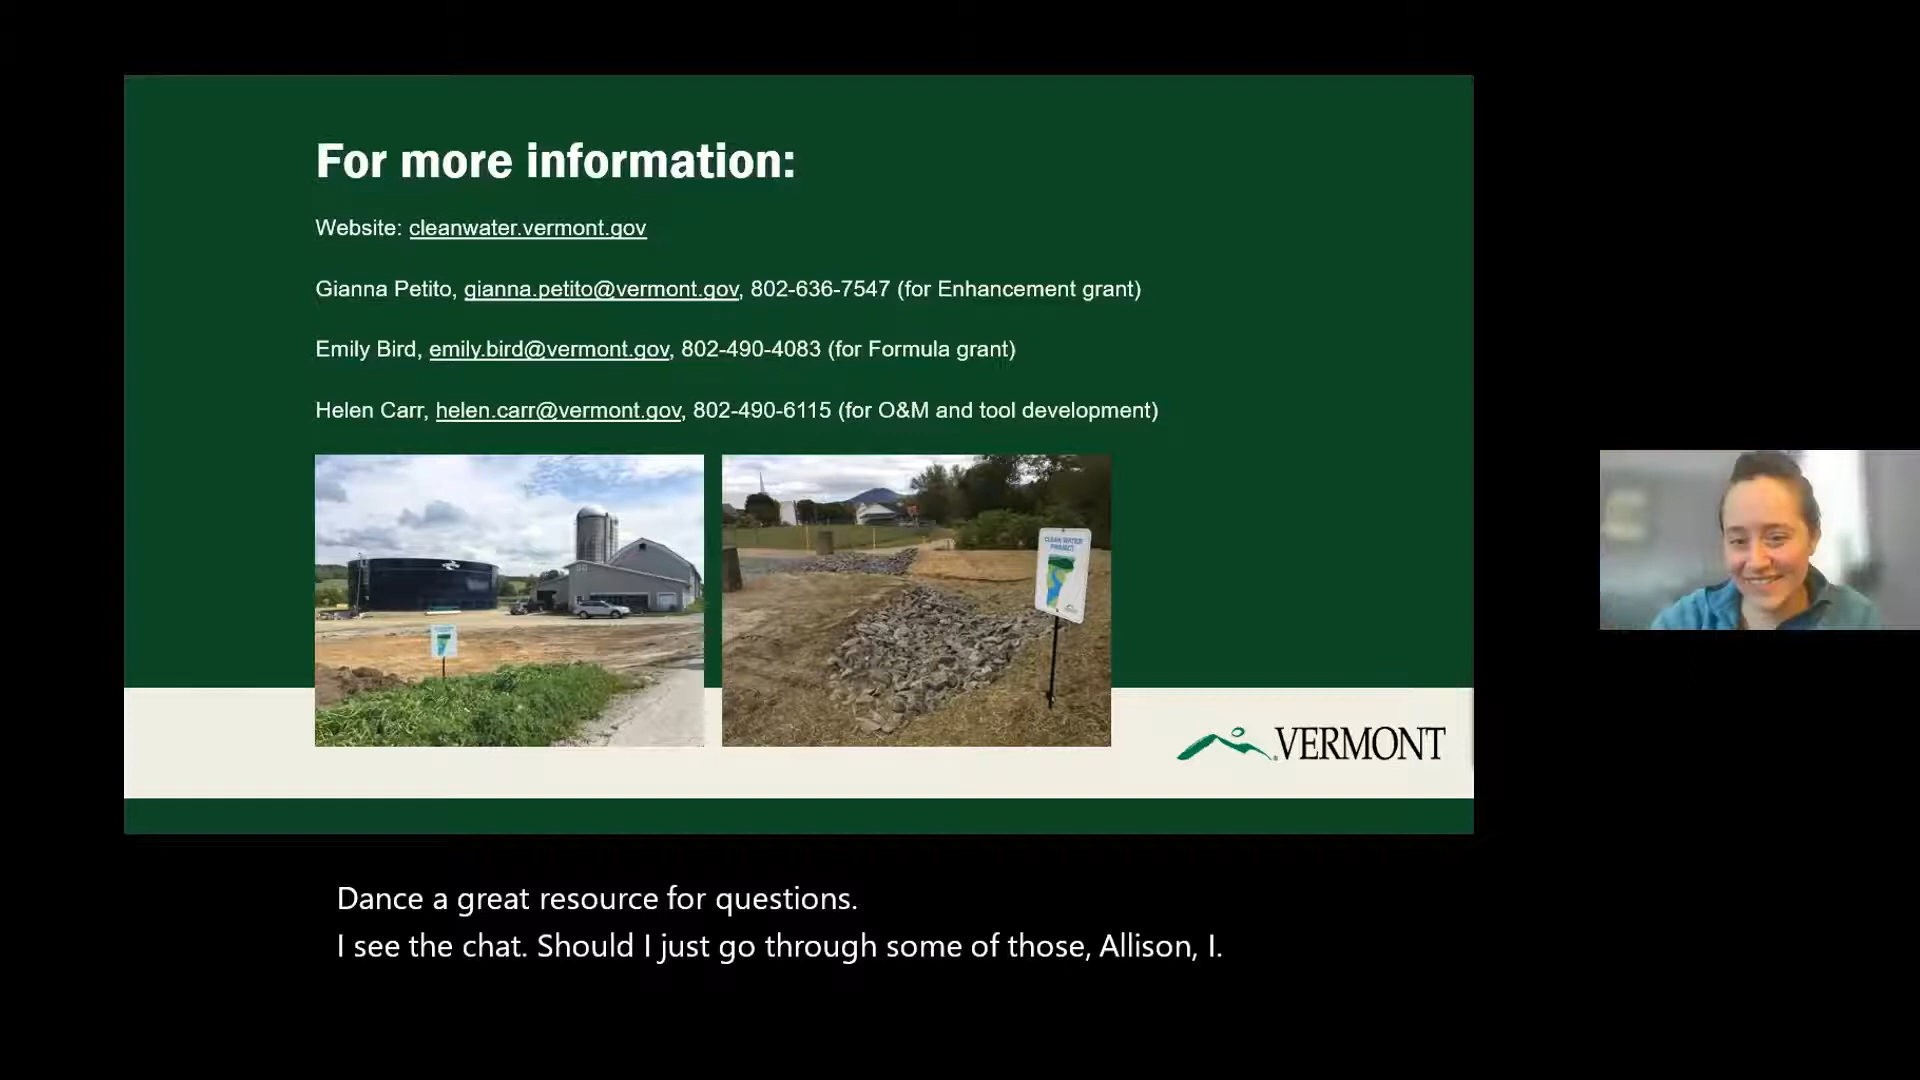 For more information:
Website: cleanwater.vermont.gov
Gianna Petito, gianna.petito@vermont.gov, 802-636-7547 (for Enhancement grant)
Emily Bird, emily.bird@vermont.gov, 802-490-4083 (for Formula grant)
Helen Carr, helen.carr@vermont.gov, 802-490-6115 (for O&M and tool development)
CLEAN WATER
PROJECT
VERMONT
Dance a great resource for questions.
I see the chat. Should I just go through some of those, Allison, I.